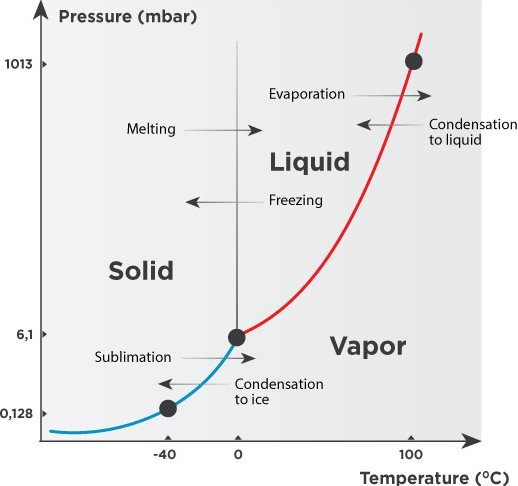 Pressure (mbar)
1013
Evaporation
Condensation
to liquid
Melting
Liquid
Freezing
Solid
6,1
Vapor
Sublimation
Condensation
to ice
0,128
-40
0
100
Temperature (⁰C)